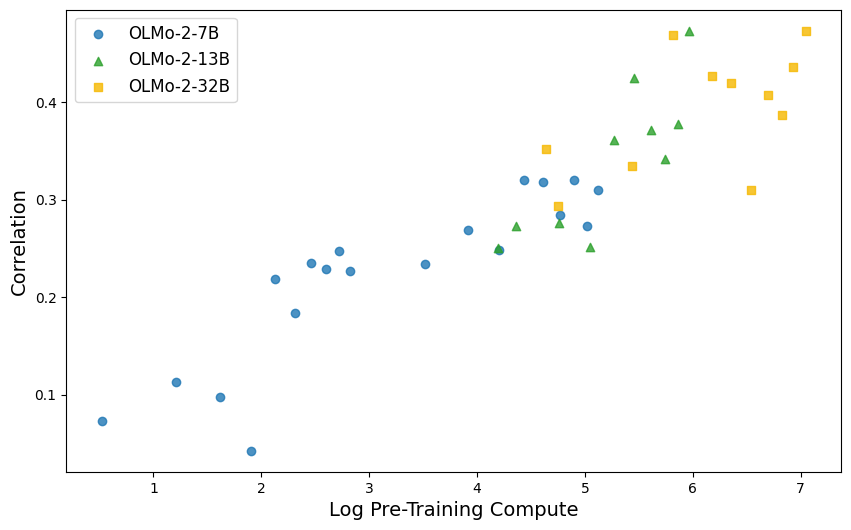 OLMo-2-7B
OLMo-2-13B
OLMo-2-32B
Correlation
0.4
0.3
0.2
0.1
1 2 3 4 5 6 7
Log Pre-Training Compute